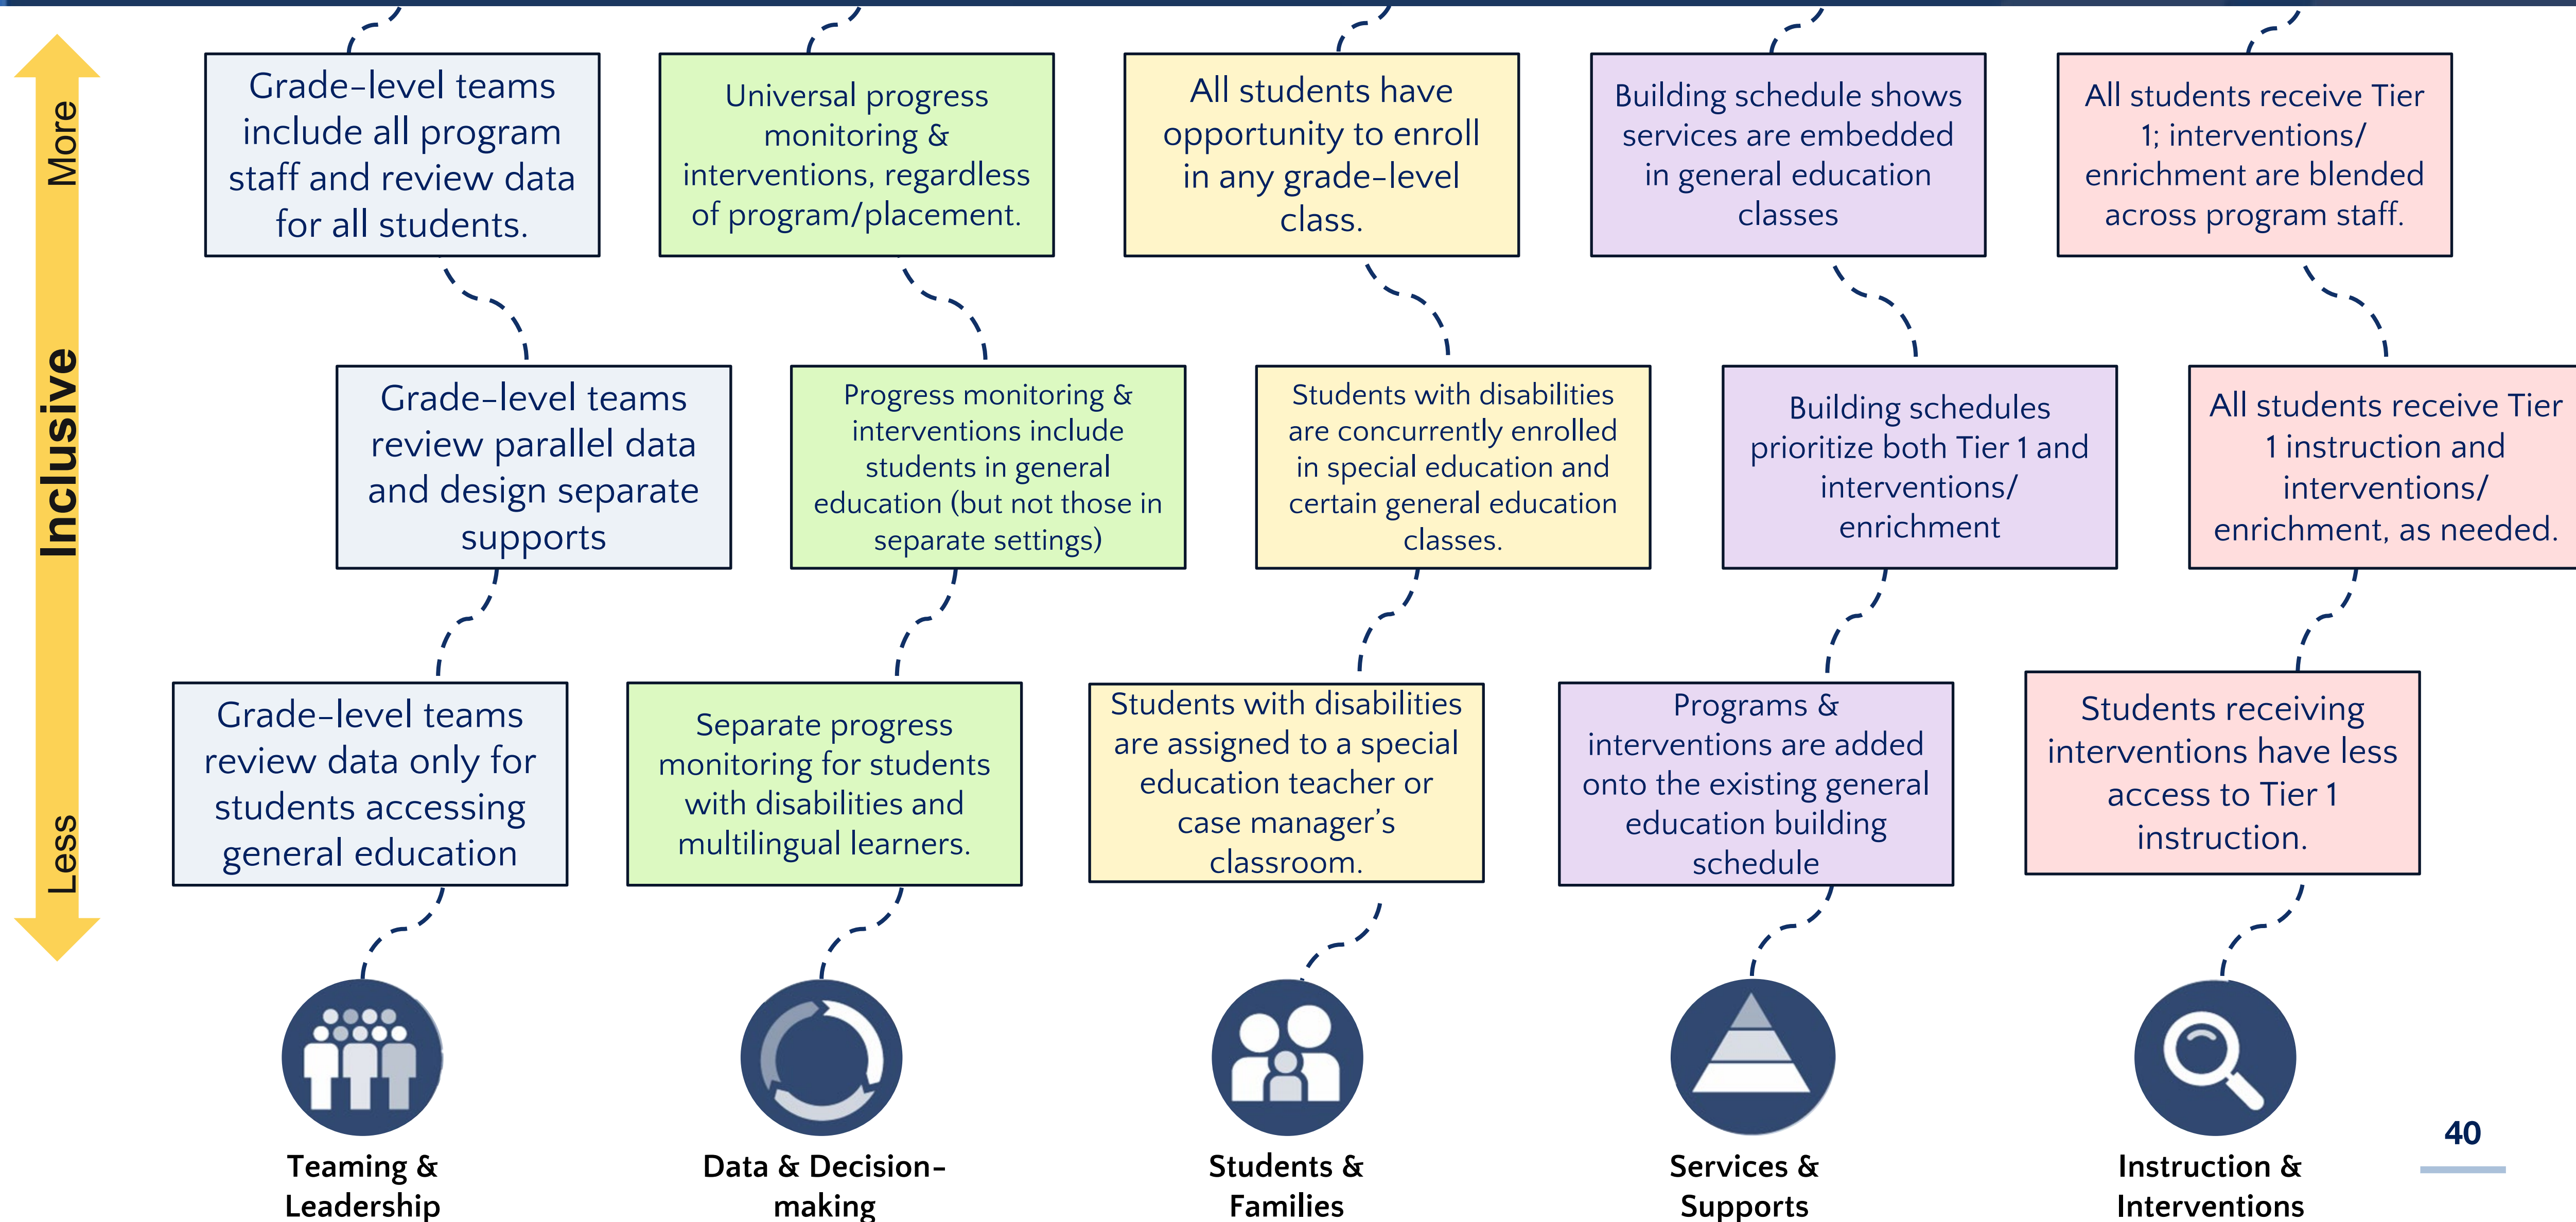 More
Inclusive
Less
Grade-level teams
include all program
staff and review data
for all students.
Universal progress
monitoring &
interventions, regardless
of program/placement.
All students have
opportunity to enroll
in any grade-level
class.
Building schedule shows
services are embedded
in general education
classes
All students receive Tier
1; interventions/
enrichment are blended
across program staff.
Grade-level teams
review parallel data
and design separate
supports
Progress monitoring &
interventions include
students in general
education (but not those in
separate settings)
Students with disabilities
are concurrently enrolled
in special education and
certain general education
classes.
Building schedules
prioritize both Tier 1 and
interventions/
enrichment
All students receive Tier
1 instruction and
interventions/
enrichment, as needed.
Grade-level teams
review data only for
students accessing
general education
Separate progress
monitoring for students
with disabilities and
multilingual learners.
Students with disabilities
are assigned to a special
education teacher or
case manager's
classroom.
Programs &
interventions are added
onto the existing general
education building
schedule
Students receiving
interventions have less
access to Tier 1
instruction.
Teaming &
Leadership
Data & Decision-
making
Students &
Families
Services &
Supports
Instruction &
Interventions
40